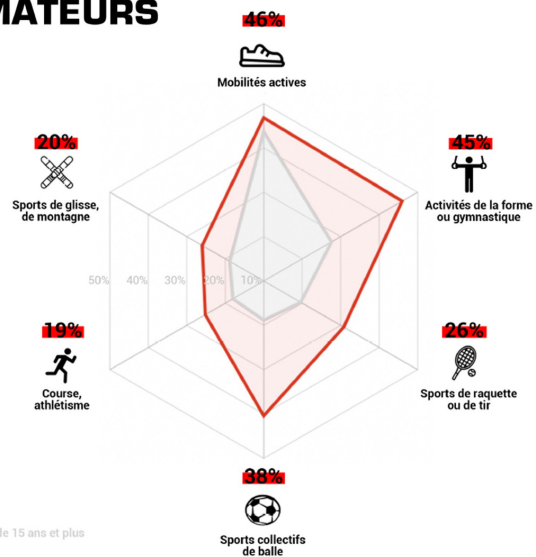 MATEURS
46%
Mobilités actives
20%
Sports de glisse,
de montagne
45%
Activités de la forme
ou gymnastique
50% 40% 30% 20% 10%
19%
Course,
athlétisme
26%
Sports de raquette
ou de tir
38%
Sports collectifs
de balle
de 15 ans et plus